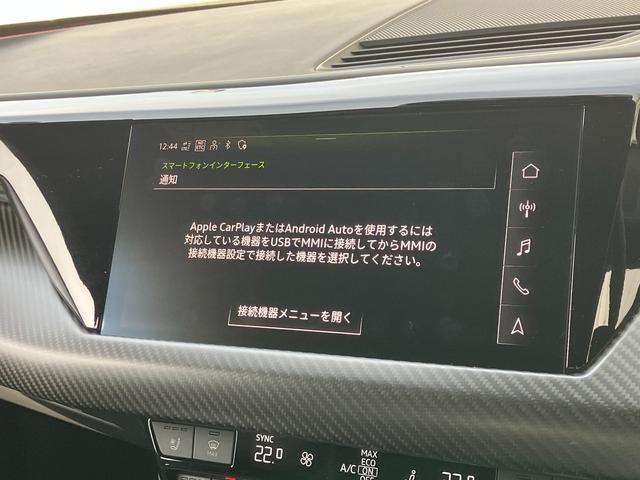 12:44
スマートフォンインターフェース
通知
Apple CarPlayまたはAndroid Autoを使用するには
対応している機器をUSBでMMIに接続してからMMIの
接続機器設定で接続した機器を選択してください。
接続機器メニューを開く
MAX
SYNC
22.0
MAX
ECO
A/C ON